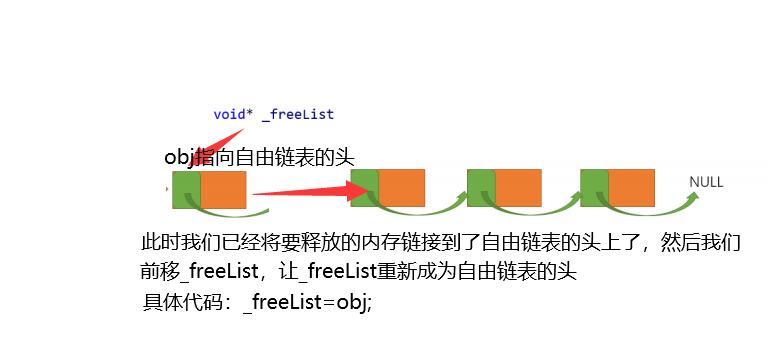 void* _freeList
obj指向自由链表的头
NULL
此时我们已经将要释放的内存链接到了自由链表的头上了，然后我们
前移_freeList，让_freeList重新成为自由链表的头
具体代码：_freeList=obj;